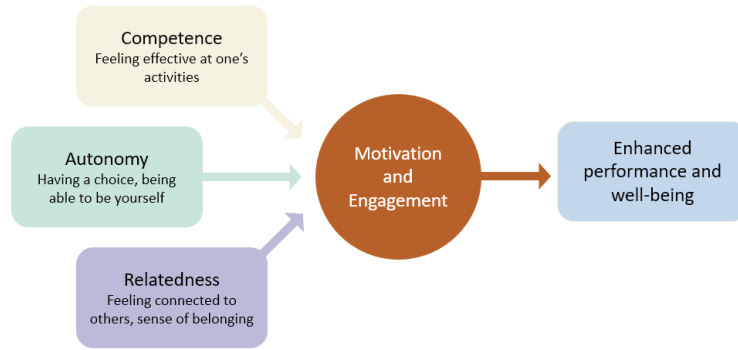 Competence
Feeling effective at one’s
activities
Autonomy
Having a choice, being
able to be yourself
Relatedness
Feeling connected to
others, sense of belonging
Motivation
and
Engagement
Enhanced
performance and
well-being